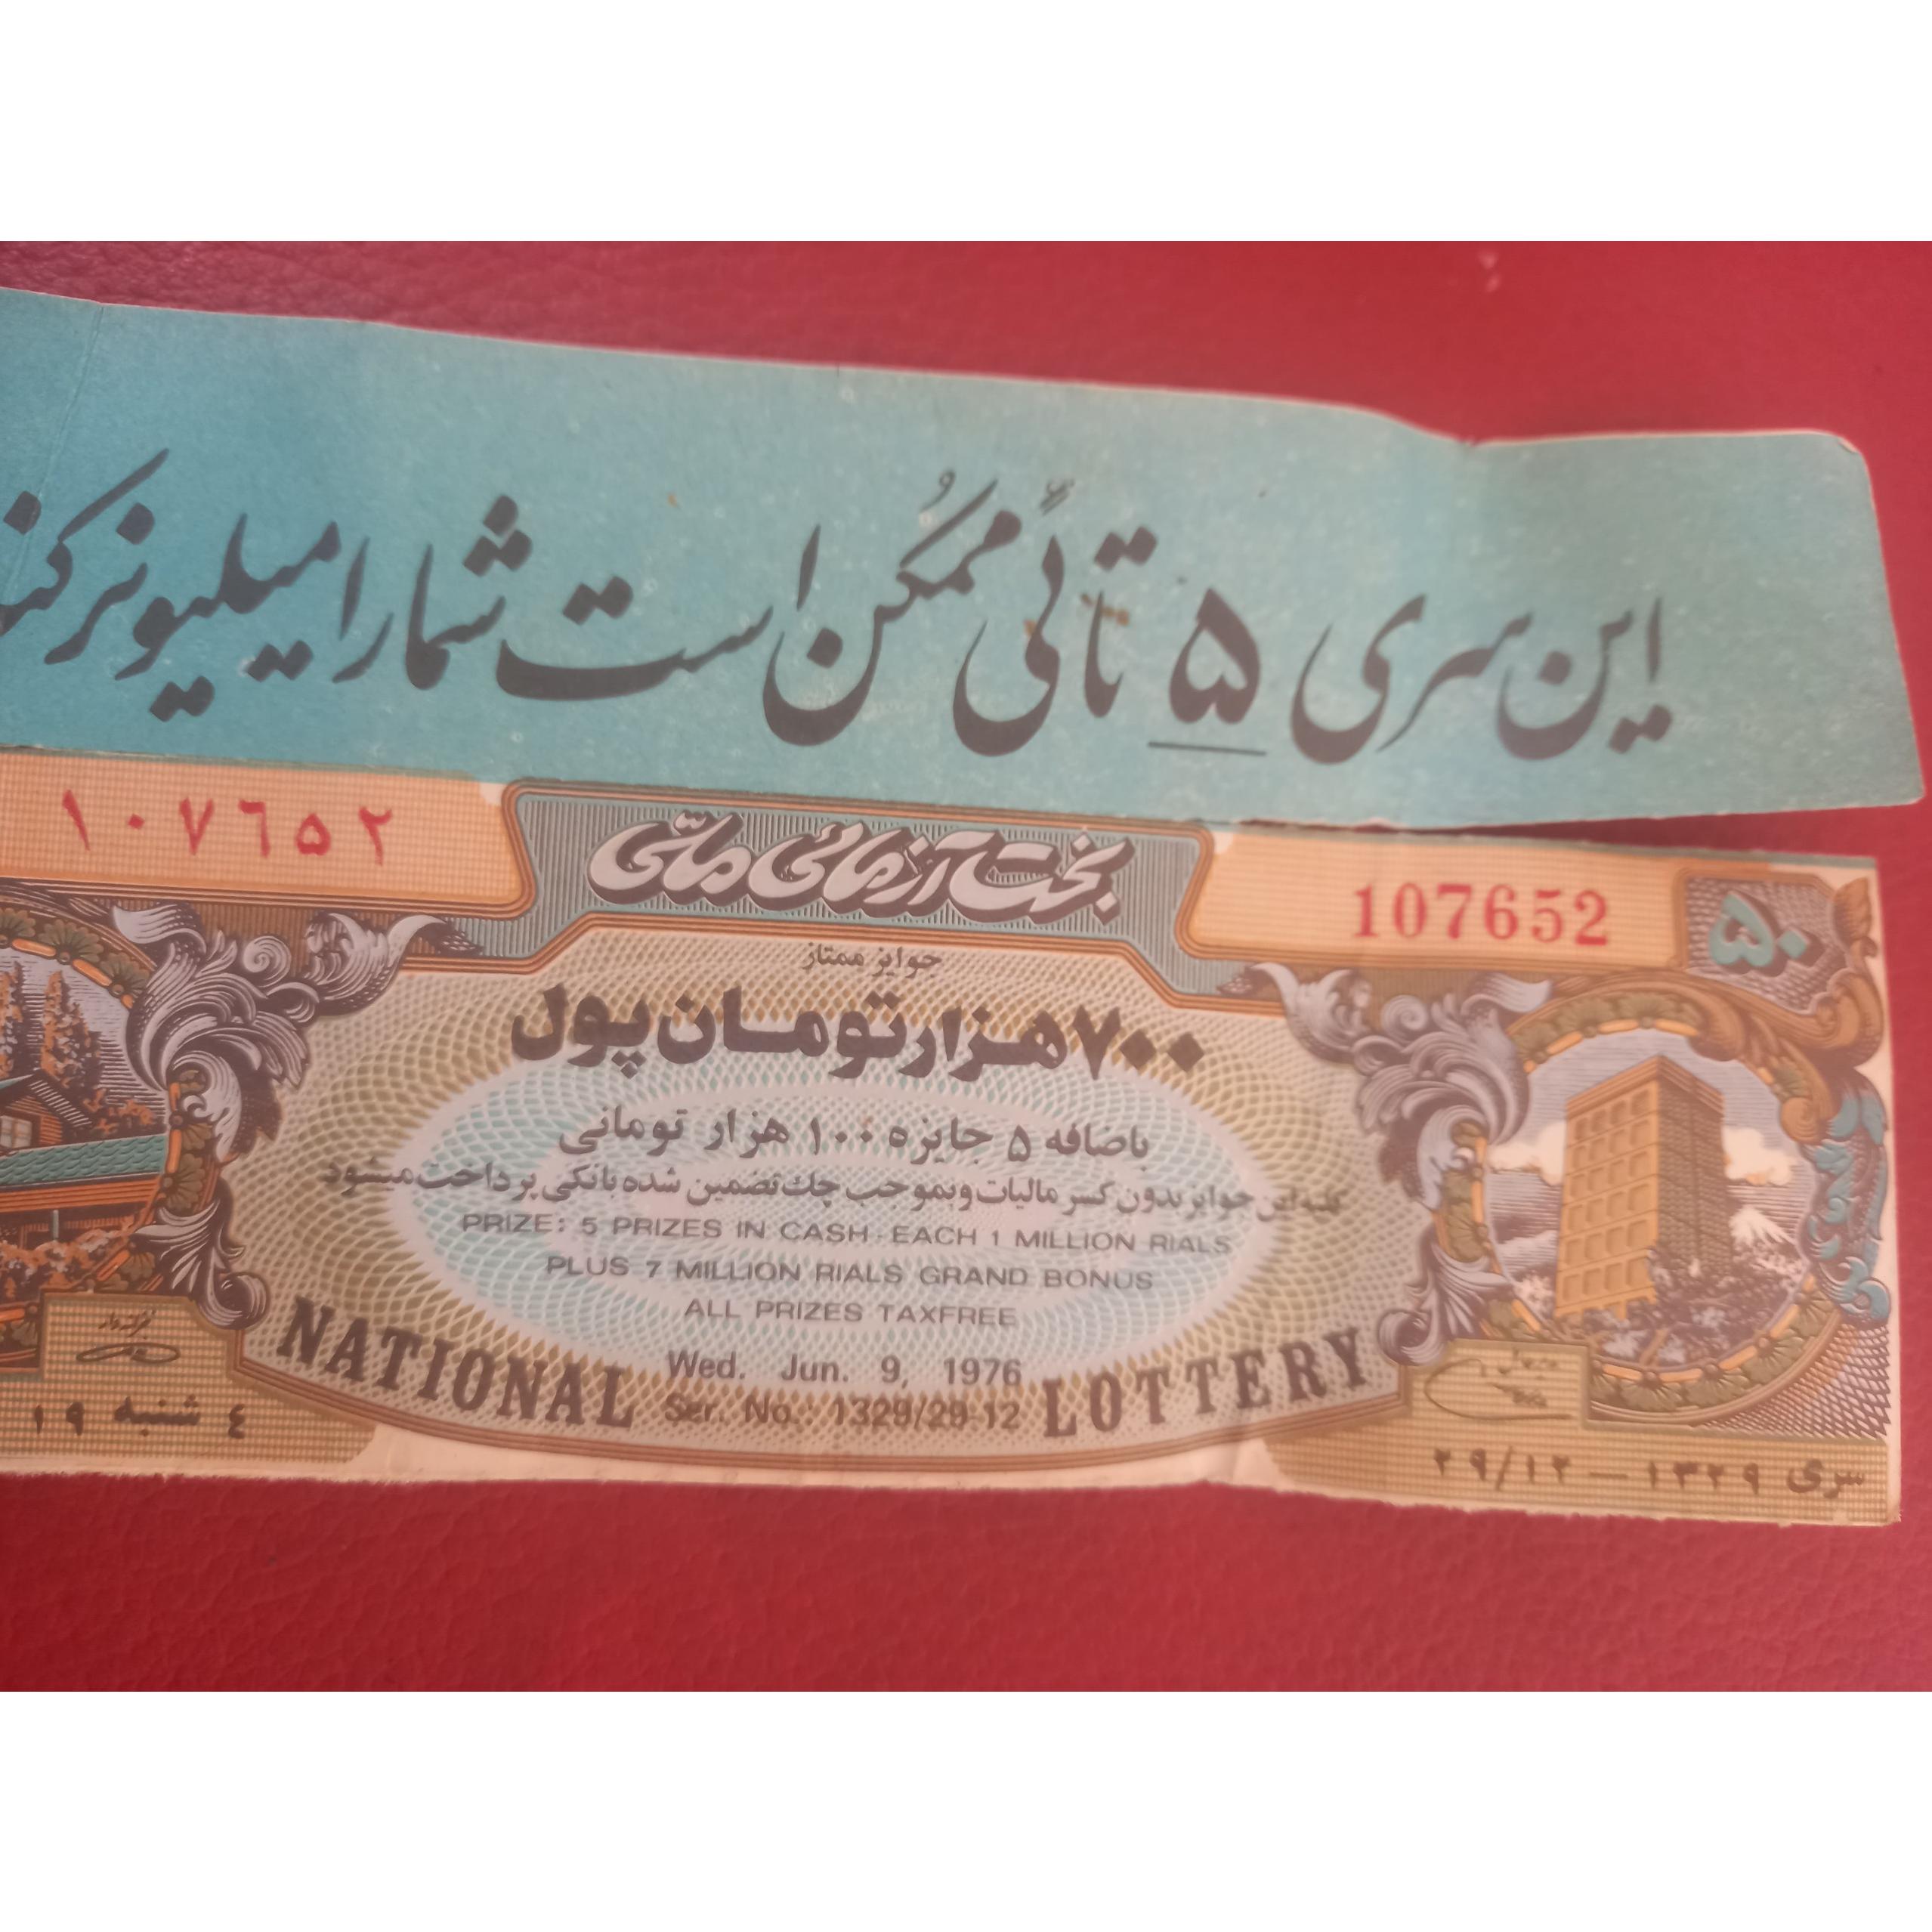 این سری ۵ تائی ممکن است شما را میلیونر کند
107652
بخت آزمائی ملی
۱۰۷۶۵۲
۵۰
جوایز ممتاز
۷۰۰ هزار تومان پول
باضافه ۵ جایزه ۱۰۰ هزار تومانی
کلیه این جوایز بدون کسر مالیات و بموجب چك تضمین شده بانکی پرداخت میشود
PRIZE: 5 PRIZES IN CASH EACH 1 MILLION RIALS
PLUS 7 MILLION RIALS GRAND BONUS
ALL PRIZES TAXFREE
Wed. Jun. 9, 1976
NATIONAL LOTTERY
Ser. No.: 1329/29-12
سری ۱۳۲۹ — ۲۹/۱۲
٤ شنبه ۱۹